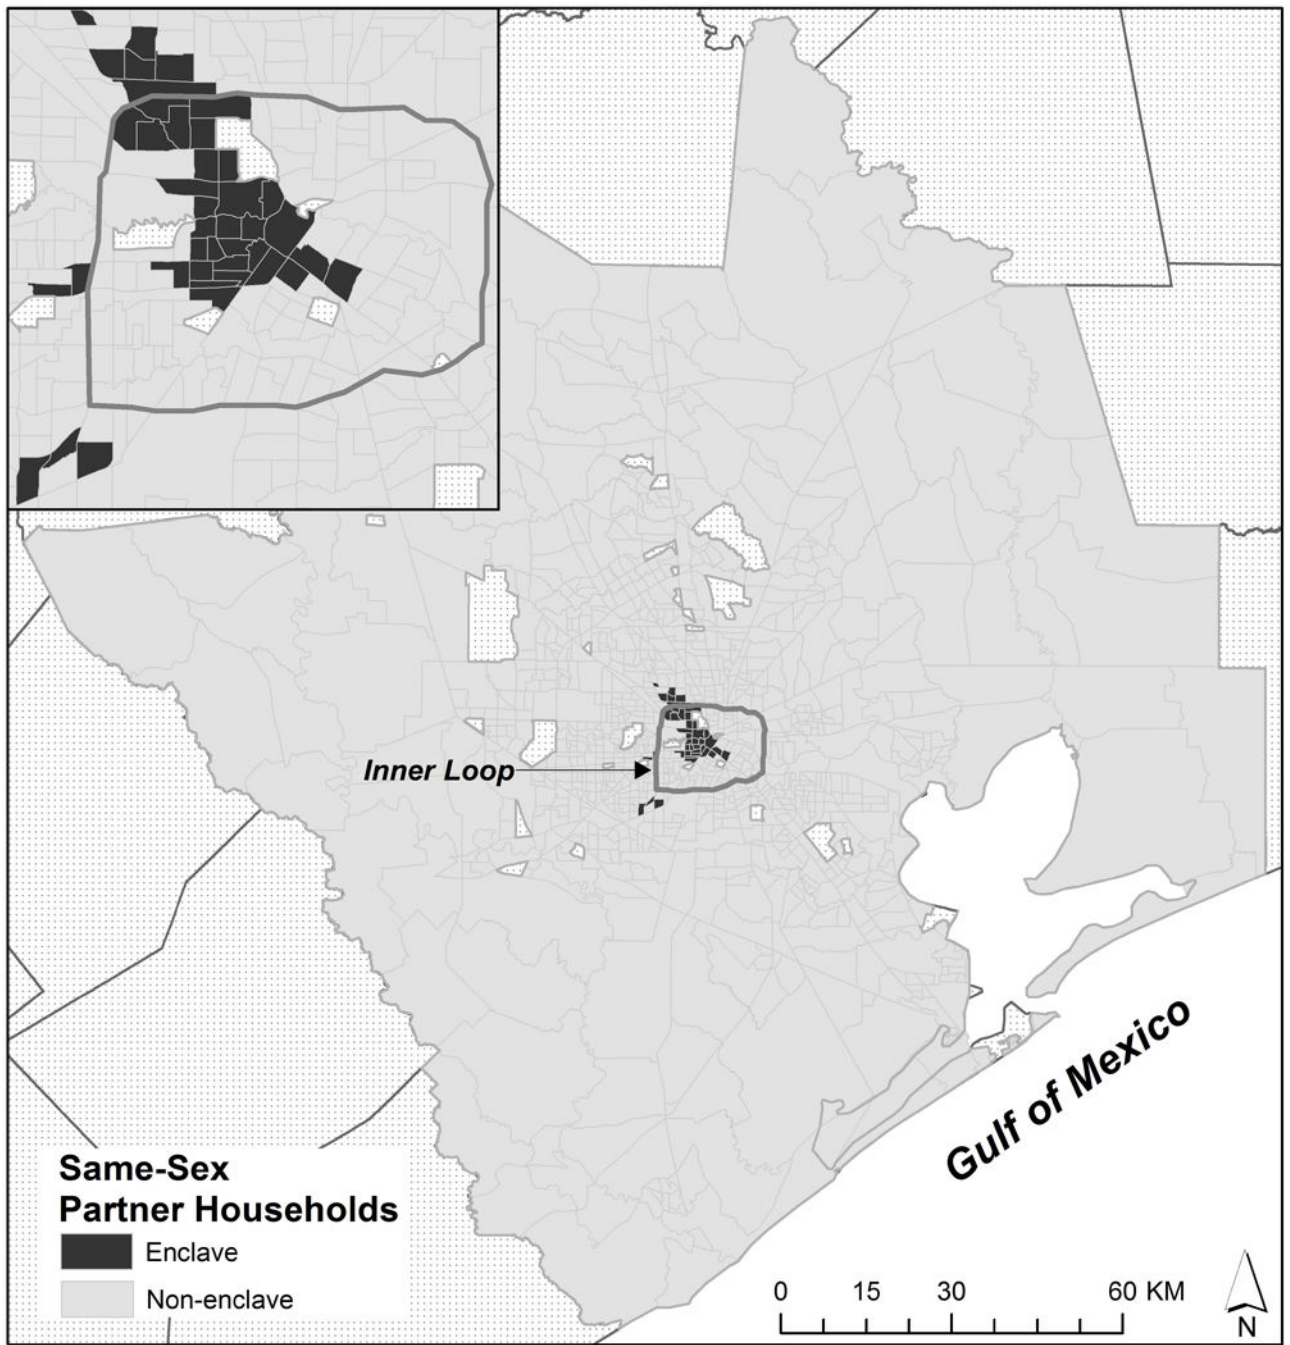 Inner Loop
Gulf of Mexico
Same-Sex
Partner Households
Enclave
Non-enclave
0 15 30 60 KM
N